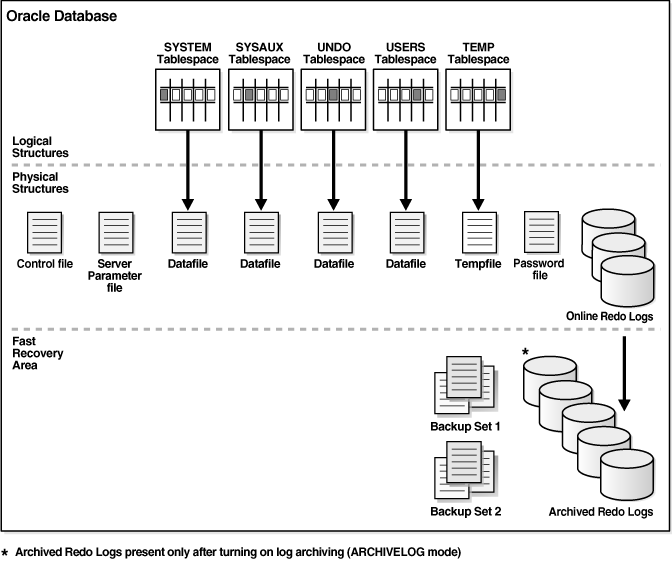 Oracle Database
SYSTEM
Tablespace
SYSAUX
Tablespace
UNDO
Tablespace
USERS
Tablespace
TEMP
Tablespace
Logical
Structures
Physical
Structures
Control file
Server
Parameter
file
Datafile
Datafile
Datafile
Datafile
Tempfile
Password
file
Online Redo Logs
Fast
Recovery
Area
*
Backup Set 1
Backup Set 2
Archived Redo Logs
* Archived Redo Logs present only after turning on log archiving (ARCHIVELOG mode)